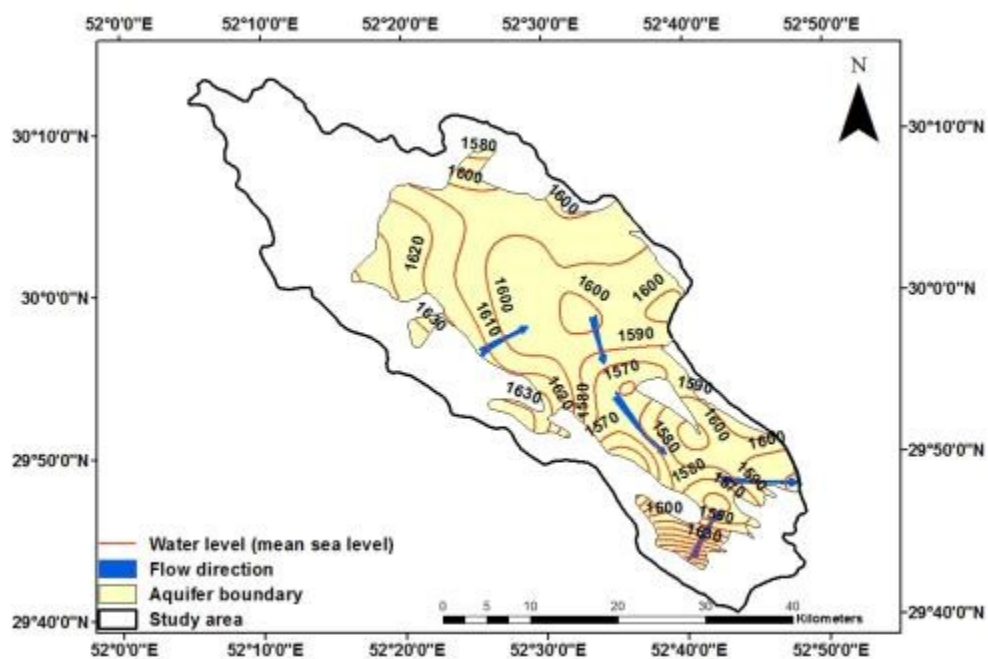 52°0'0"E 52°10'0"E 52°20'0"E 52°30'0"E 52°40'0"E 52°50'0"E
N
30°10'0"N 30°10'0"N
1580
1600
1600
1620
30°0'0"N 30°0'0"N
1600
1600
1600
1630
1610
1590
1570
1630
1620
1580
1590
1570
1600
1580
1600
29°50'0"N 29°50'0"N
1580
1590
1570
1600
1590
1630
Water level (mean sea level)
Flow direction
Aquifer boundary
Study area
0 5 10 20 30 40
Kilometers
29°40'0"N 29°40'0"N
52°0'0"E 52°10'0"E 52°20'0"E 52°30'0"E 52°40'0"E 52°50'0"E